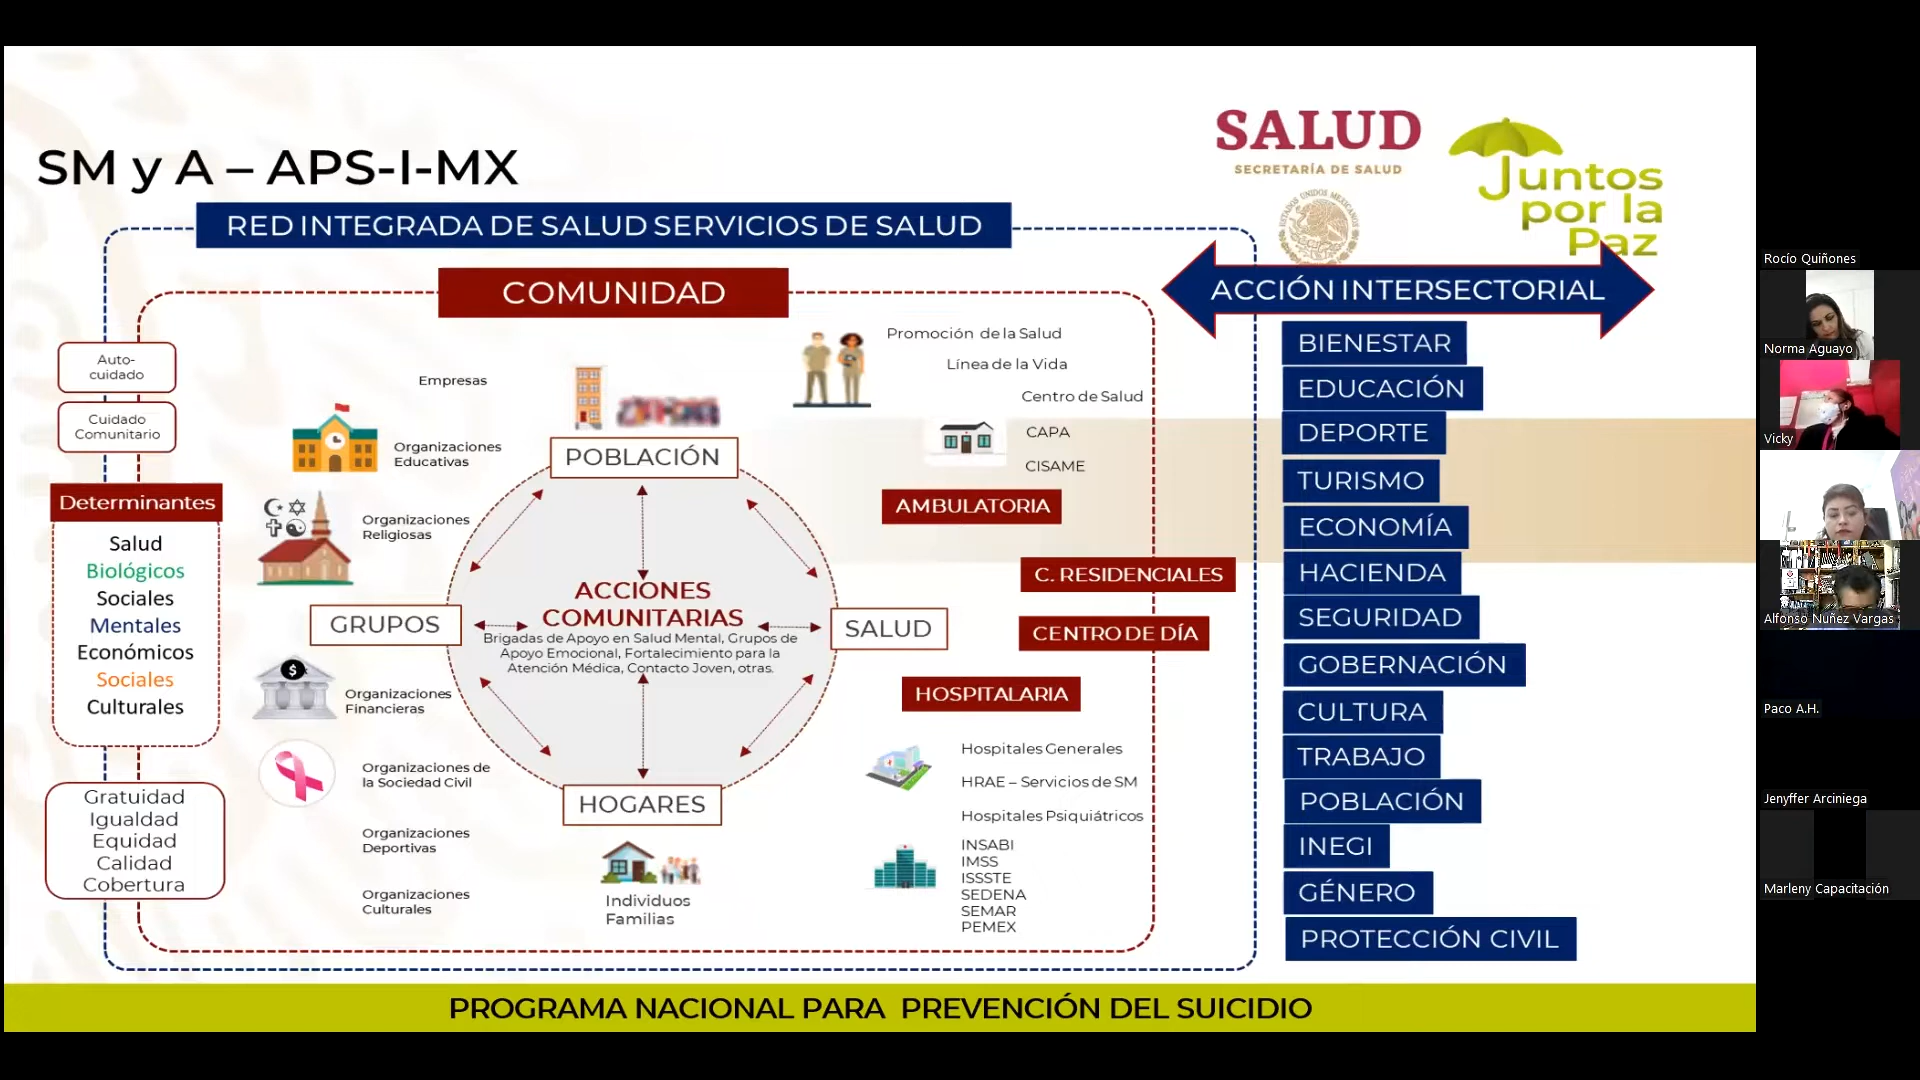 SM y A – APS-I-MX
SALUD
SECRETARÍA DE SALUD
ESTADOS UNIDOS MEXICANOS
Juntos
por la
Paz
RED INTEGRADA DE SALUD SERVICIOS DE SALUD
COMUNIDAD
ACCIÓN INTERSECTORIAL
Auto-
cuidado
Cuidado
Comunitario
Determinantes
Salud
Biológicos
Sociales
Mentales
Económicos
Sociales
Culturales
Gratuidad
Igualdad
Equidad
Calidad
Cobertura
Empresas
Organizaciones
Educativas
Organizaciones
Religiosas
GRUPOS
$
Organizaciones
Financieras
Organizaciones de
la Sociedad Civil
Organizaciones
Deportivas
Organizaciones
Culturales
POBLACIÓN
ACCIONES
COMUNITARIAS
Brigadas de Apoyo en Salud Mental, Grupos de
Apoyo Emocional, Fortalecimiento para la
Atención Médica, Contacto Joven, otras.
HOGARES
Individuos
Familias
SALUD
Promoción de la Salud
Línea de la Vida
Centro de Salud
CAPA
CISAME
AMBULATORIA
C. RESIDENCIALES
CENTRO DE DÍA
HOSPITALARIA
Hospitales Generales
HRAE – Servicios de SM
Hospitales Psiquiátricos
INSABI
IMSS
ISSSTE
SEDENA
SEMAR
PEMEX
BIENESTAR
EDUCACIÓN
DEPORTE
TURISMO
ECONOMÍA
HACIENDA
SEGURIDAD
GOBERNACIÓN
CULTURA
TRABAJO
POBLACIÓN
INEGI
GÉNERO
PROTECCIÓN CIVIL
PROGRAMA NACIONAL PARA PREVENCIÓN DEL SUICIDIO
Rocío Quiñones
Norma Aguayo
Vicky
Alfonso Nuñez Vargas
Paco A.H.
Jenyffer Arciniega
Marleny Capacitación